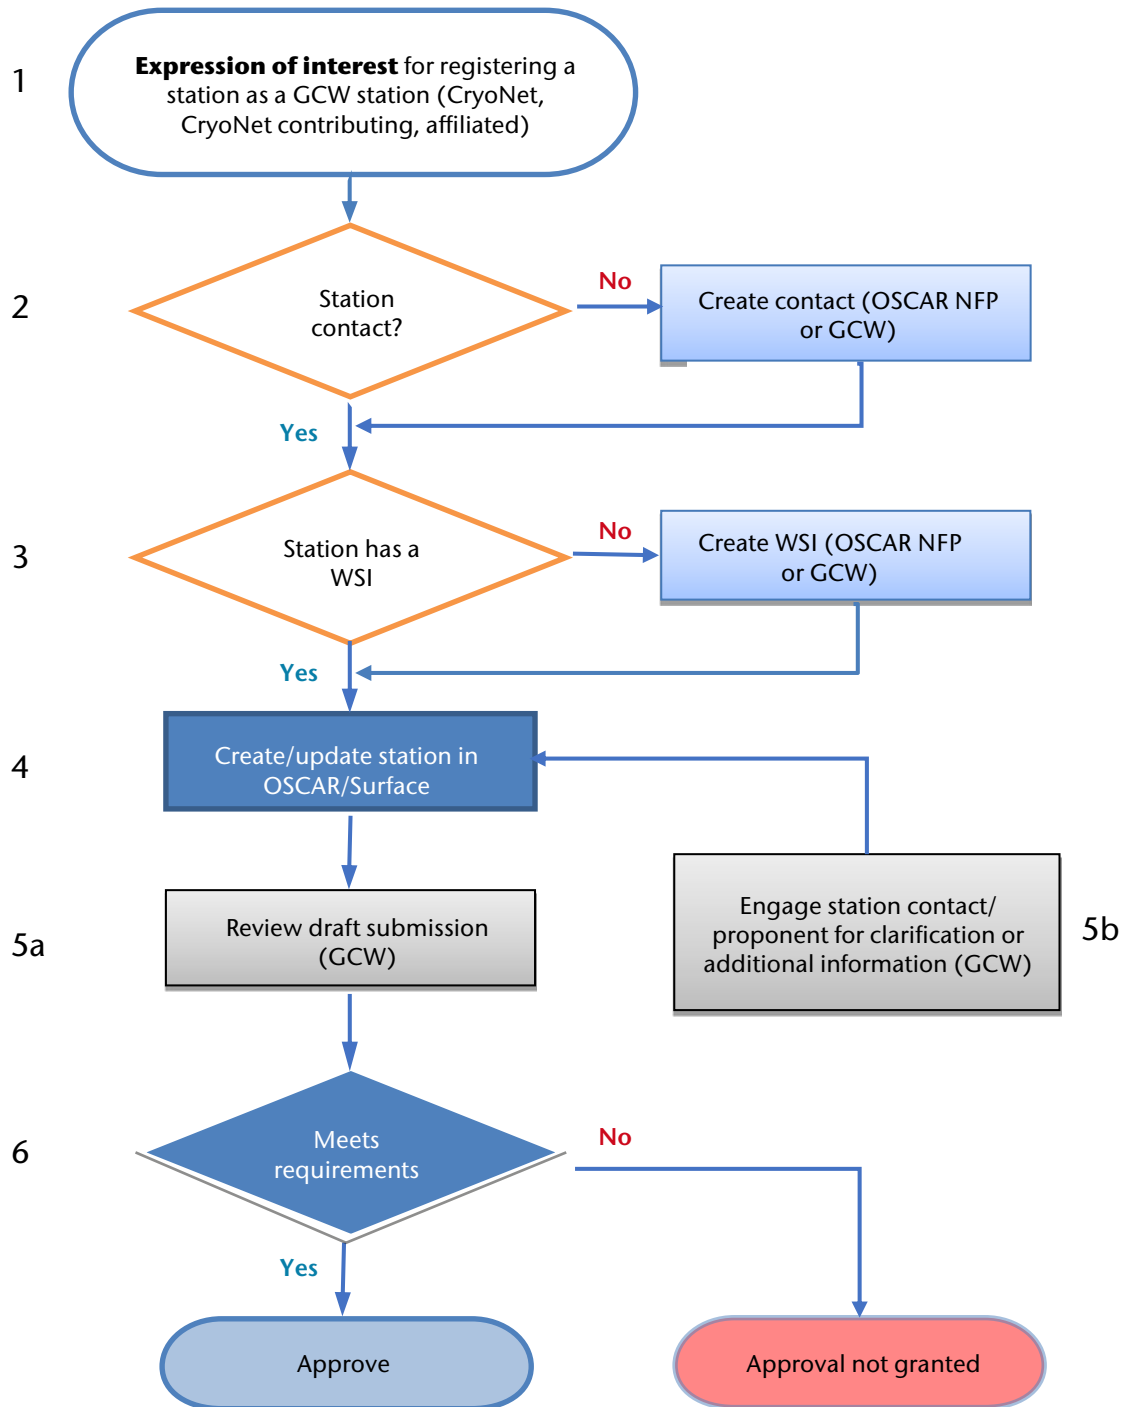 1
Expression of interest for registering a
station as a GCW station (CryoNet,
CryoNet contributing, affiliated)
2
Station
contact?
No
Create contact (OSCAR NFP
or GCW)
Yes
3
Station has a
WSI
No
Create WSI (OSCAR NFP
or GCW)
Yes
4
Create/update station in
OSCAR/Surface
5a
Review draft submission
(GCW)
Engage station contact/
proponent for clarification or
additional information (GCW)
5b
6
Meets
requirements
No
Yes
Approve
Approval not granted